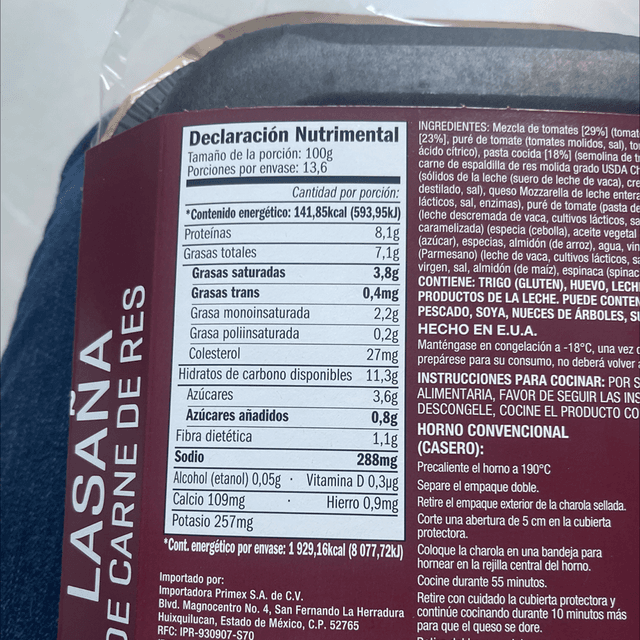 LASAÑA
DE CARNE DE RES
Declaración Nutrimental
Tamaño de la porción: 100g
Porciones por envase: 13,6
Cantidad por porción:
*Contenido energético: 141,85kcal (593,95kJ)
Proteínas 8,1g
Grasas totales 7,1g
Grasas saturadas 3,8g
Grasas trans 0,4mg
Grasa monoinsaturada 2,2g
Grasa poliinsaturada 0,2g
Colesterol 27mg
Hidratos de carbono disponibles 11,3g
Azúcares 3,6g
Azúcares añadidos 0,8g
Fibra dietética 1,1g
Sodio 288mg
Alcohol (etanol) 0,05g · Vitamina D 0,3µg
Calcio 109mg · Hierro 0,9mg
Potasio 257mg
*Cont. energético por envase: 1 929,16kcal (8 077,72kJ)
Importado por:
Importadora Primex S.A. de C.V.
Blvd. Magnocentro No. 4, San Fernando La Herradura
Huixquilucan, Estado de México, C.P. 52765
RFC: IPR-930907-S70
INGREDIENTES: Mezcla de tomates [29%] (tomat
[23%], puré de tomate (tomates molidos, sal),
ácido cítrico), pasta cocida [18%] (semolina de
carne de espaldilla de res molida grado USDA
(sólidos de la leche (suero de leche de vaca),
destilado, sal), queso Mozzarella de leche entera
lácticos, sal, enzimas), puré de tomate (pasta de
(leche descremada de vaca, cultivos lácticos,
caramelizada) (especia (cebolla), aceite vegetal
(azúcar), especias, almidón (de arroz), agua,
(Parmesano) (leche de vaca, cultivos lácticos,
virgen, sal, almidón (de maíz), espinaca
CONTIENE: TRIGO (GLUTEN), HUEVO,
PRODUCTOS DE LA LECHE. PUEDE
PESCADO, SOYA, NUECES DE ÁRBOLES,
HECHO EN E.U.A.
Manténgase en congelación a -18°C, una vez
prepárese para su consumo, no deberá volver
INSTRUCCIONES PARA COCINAR: POR
ALIMENTARIA, FAVOR DE SEGUIR LAS
DESCONGELE, COCINE EL PRODUCTO
HORNO CONVENCIONAL
(CASERO):
Precaliente el horno a 190°C
Separe el empaque doble.
Retire el empaque exterior de la charola sellada.
Corte una abertura de 5 cm en la cubierta
protectora.
Coloque la charola en una bandeja para
hornear en la rejilla central del horno.
Cocine durante 55 minutos.
Retire con cuidado la cubierta protectora y
continúe cocinando durante 10 minutos más
para que el queso se dore.